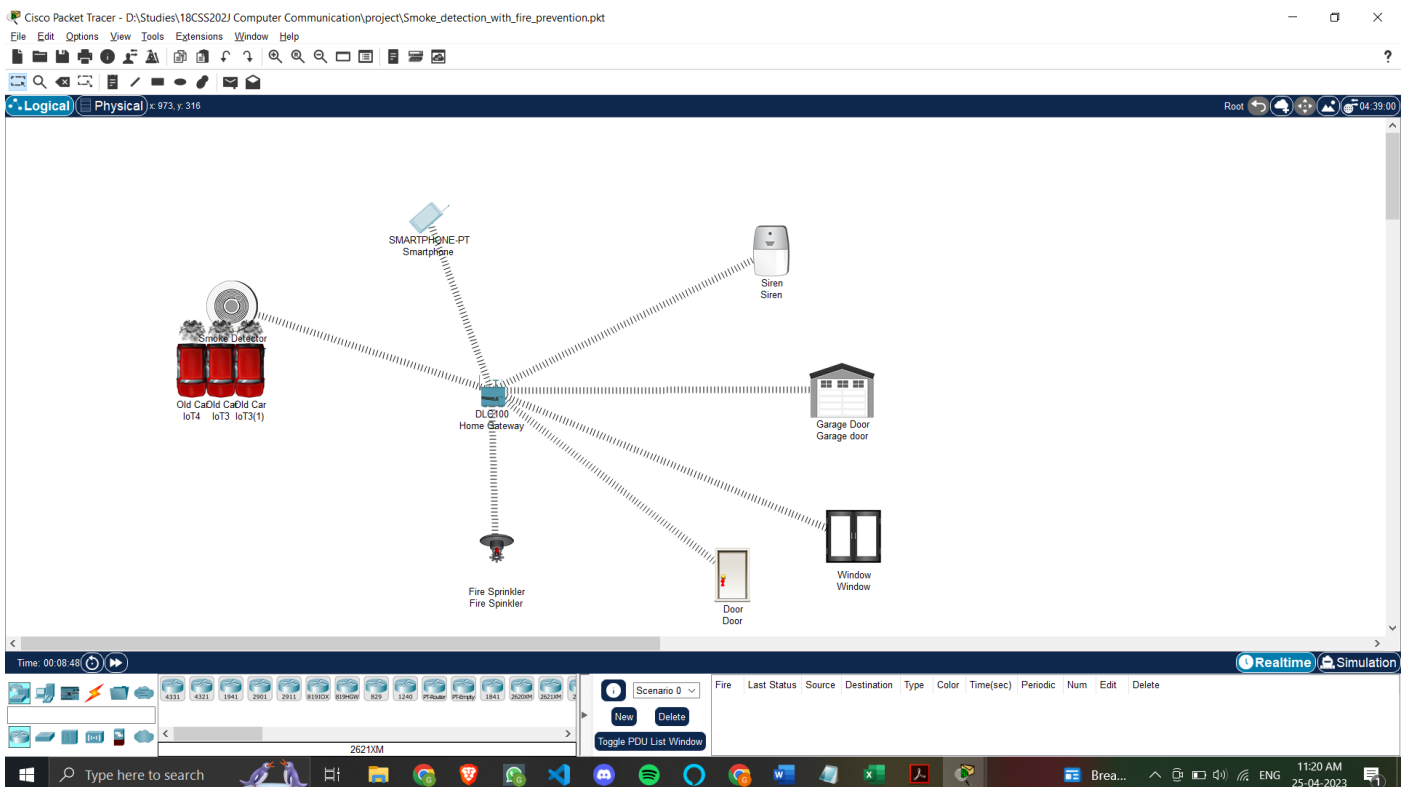 Cisco Packet Tracer - D:\Studies\18CSS202J Computer Communication\project\Smoke_detection_with_fire_prevention.pkt
File Edit Options View Tools Extensions Window Help
?
Logical Physical x: 973, y: 316 Root 04:39:00
SMARTPHONE-PT
Smartphone
Siren
Siren
Smoke Detector
Old Car Old Car Old Car
IoT4 IoT3 IoT3(1)
DLC100
Home Gateway
Garage Door
Garage door
Window
Window
Fire Sprinkler
Fire Spinkler
Door
Door
Time: 00:08:48 Realtime Simulation
4331 4321 1941 2901 2911 819IOX 819HGW 829 1240 PT-Router PT-Empty 1841 2620XM 2621XM 2
Scenario 0
Fire Last Status Source Destination Type Color Time(sec) Periodic Num Edit Delete
New Delete
Toggle PDU List Window
2621XM
Type here to search
Brea... ENG
11:20 AM
25-04-2023
1